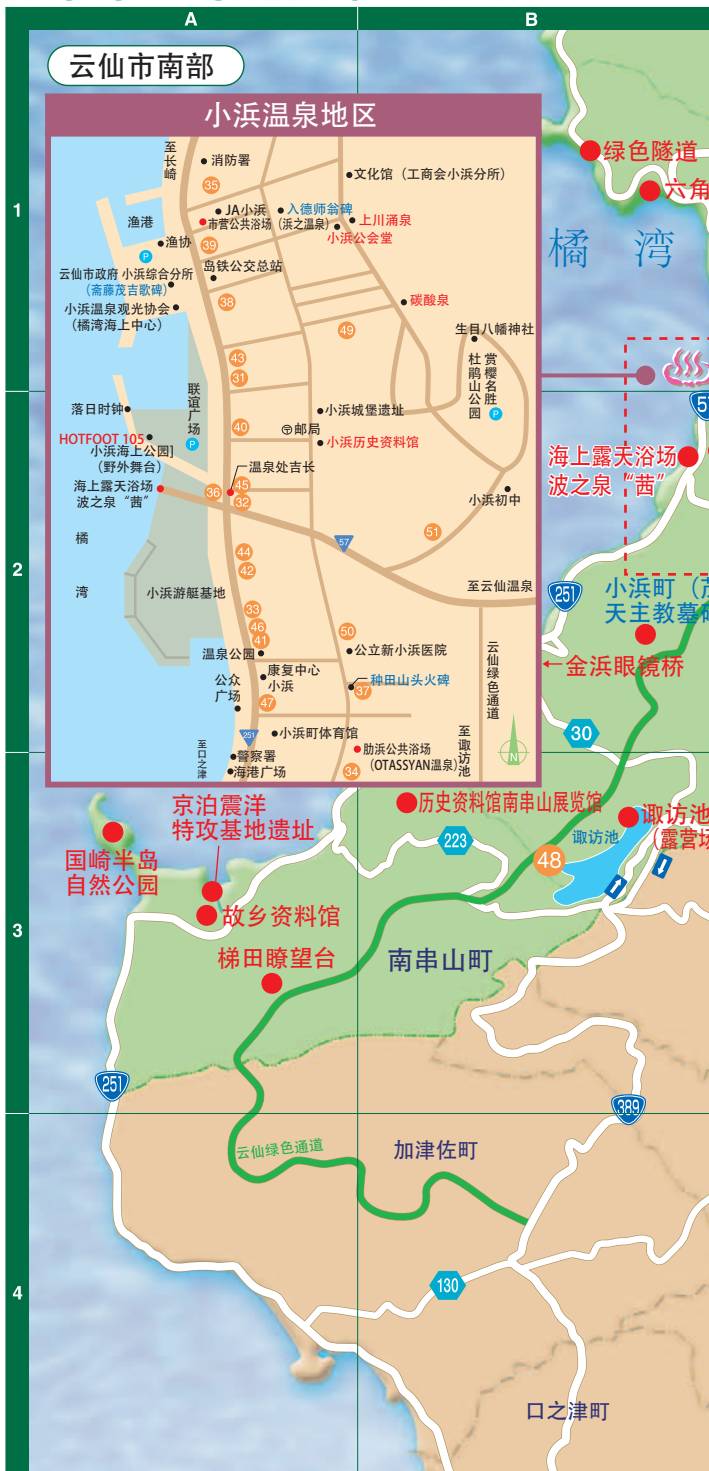 A
B
云仙市南部
小浜温泉地区
至长崎
消防署
35
文化馆（工商会小浜分所）
JA小浜
入德师翁碑
市营公共浴场（浜之温泉）
上川涌泉
小浜公会堂
渔港
渔协
P
39
云仙市政府 小浜综合分所
（斋藤茂吉歌碑）
岛铁公交总站
小浜温泉观光协会
（橘湾海上中心）
38
碳酸泉
49
生目八幡神社
43
31
赏樱名胜
杜鹃山公园
P
联谊广场
P
落日时钟
小浜城堡遗址
40
邮局
小浜历史资料馆
HOTFOOT 105
小浜海上公园]
（野外舞台）
温泉处吉长
海上露天浴场
波之泉“茜”
36
45
32
小浜初中
51
57
橘湾
44
42
至云仙温泉
小浜游艇基地
33
46
41
50
温泉公园
公立新小浜医院
云仙绿色通道
康复中心
小浜
种田山头火碑
37
公众
广场
47
251
小浜町体育馆
至诹访池
N
至口之津
警察署
海港广场
肋浜公共浴场
（OTASSYAN温泉）
34
1
2
3
4
绿色隧道
六角
橘湾
57
海上露天浴场
波之泉“茜”
251
小浜町（茂
天主教墓碑
金浜眼镜桥
30
历史资料馆南串山展览馆
诹访池
（露营场
诹访池
223
48
京泊震洋
特攻基地遗址
国崎半岛
自然公园
故乡资料馆
梯田瞭望台
南串山町
251
389
云仙绿色通道
加津佐町
130
口之津町